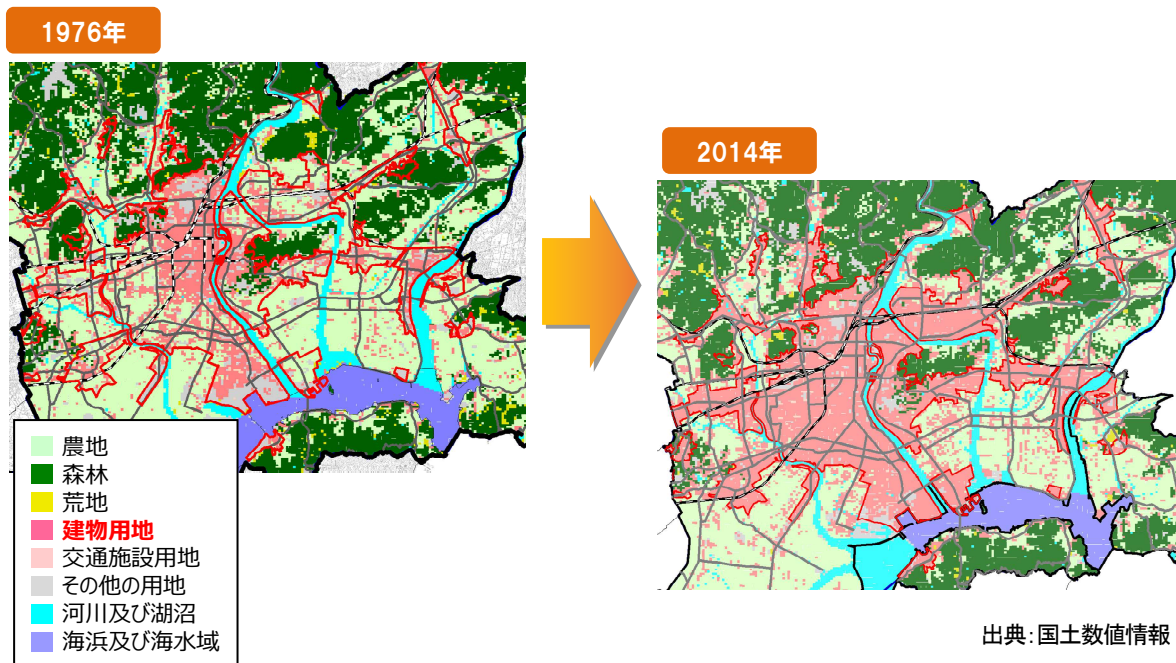 1976年
2014年
農地
森林
荒地
建物用地
交通施設用地
その他の用地
河川及び湖沼
海浜及び海水域
出典：国土数値情報